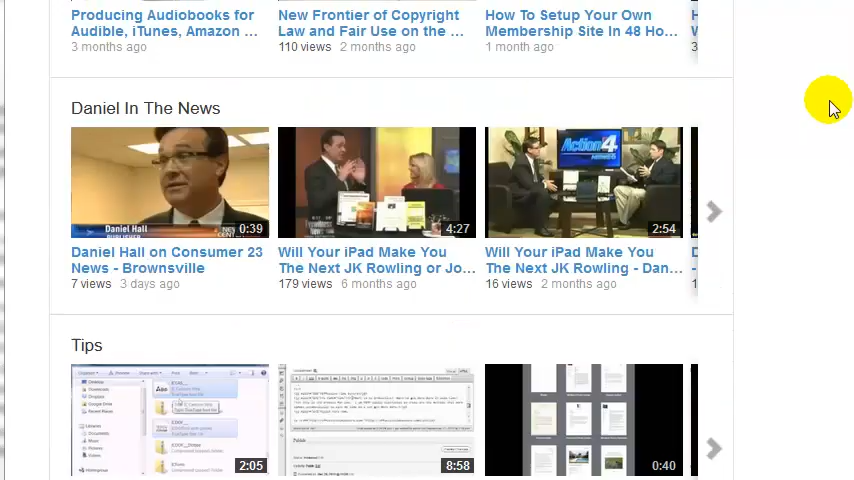 Producing Audiobooks for
Audible, iTunes, Amazon ...
3 months ago
New Frontier of Copyright
Law and Fair Use on the ...
110 views 2 months ago
How To Setup Your Own
Membership Site In 48 Ho...
1 month ago
Daniel In The News
Daniel Hall
0:39
Action 4
NEWS
4:27
2:54
Daniel Hall on Consumer 23
News - Brownsville
7 views 3 days ago
Will Your iPad Make You
The Next JK Rowling or Jo...
179 views 6 months ago
Will Your iPad Make You
The Next JK Rowling - Dan...
16 views 2 months ago
Tips
2:05
8:58
0:40